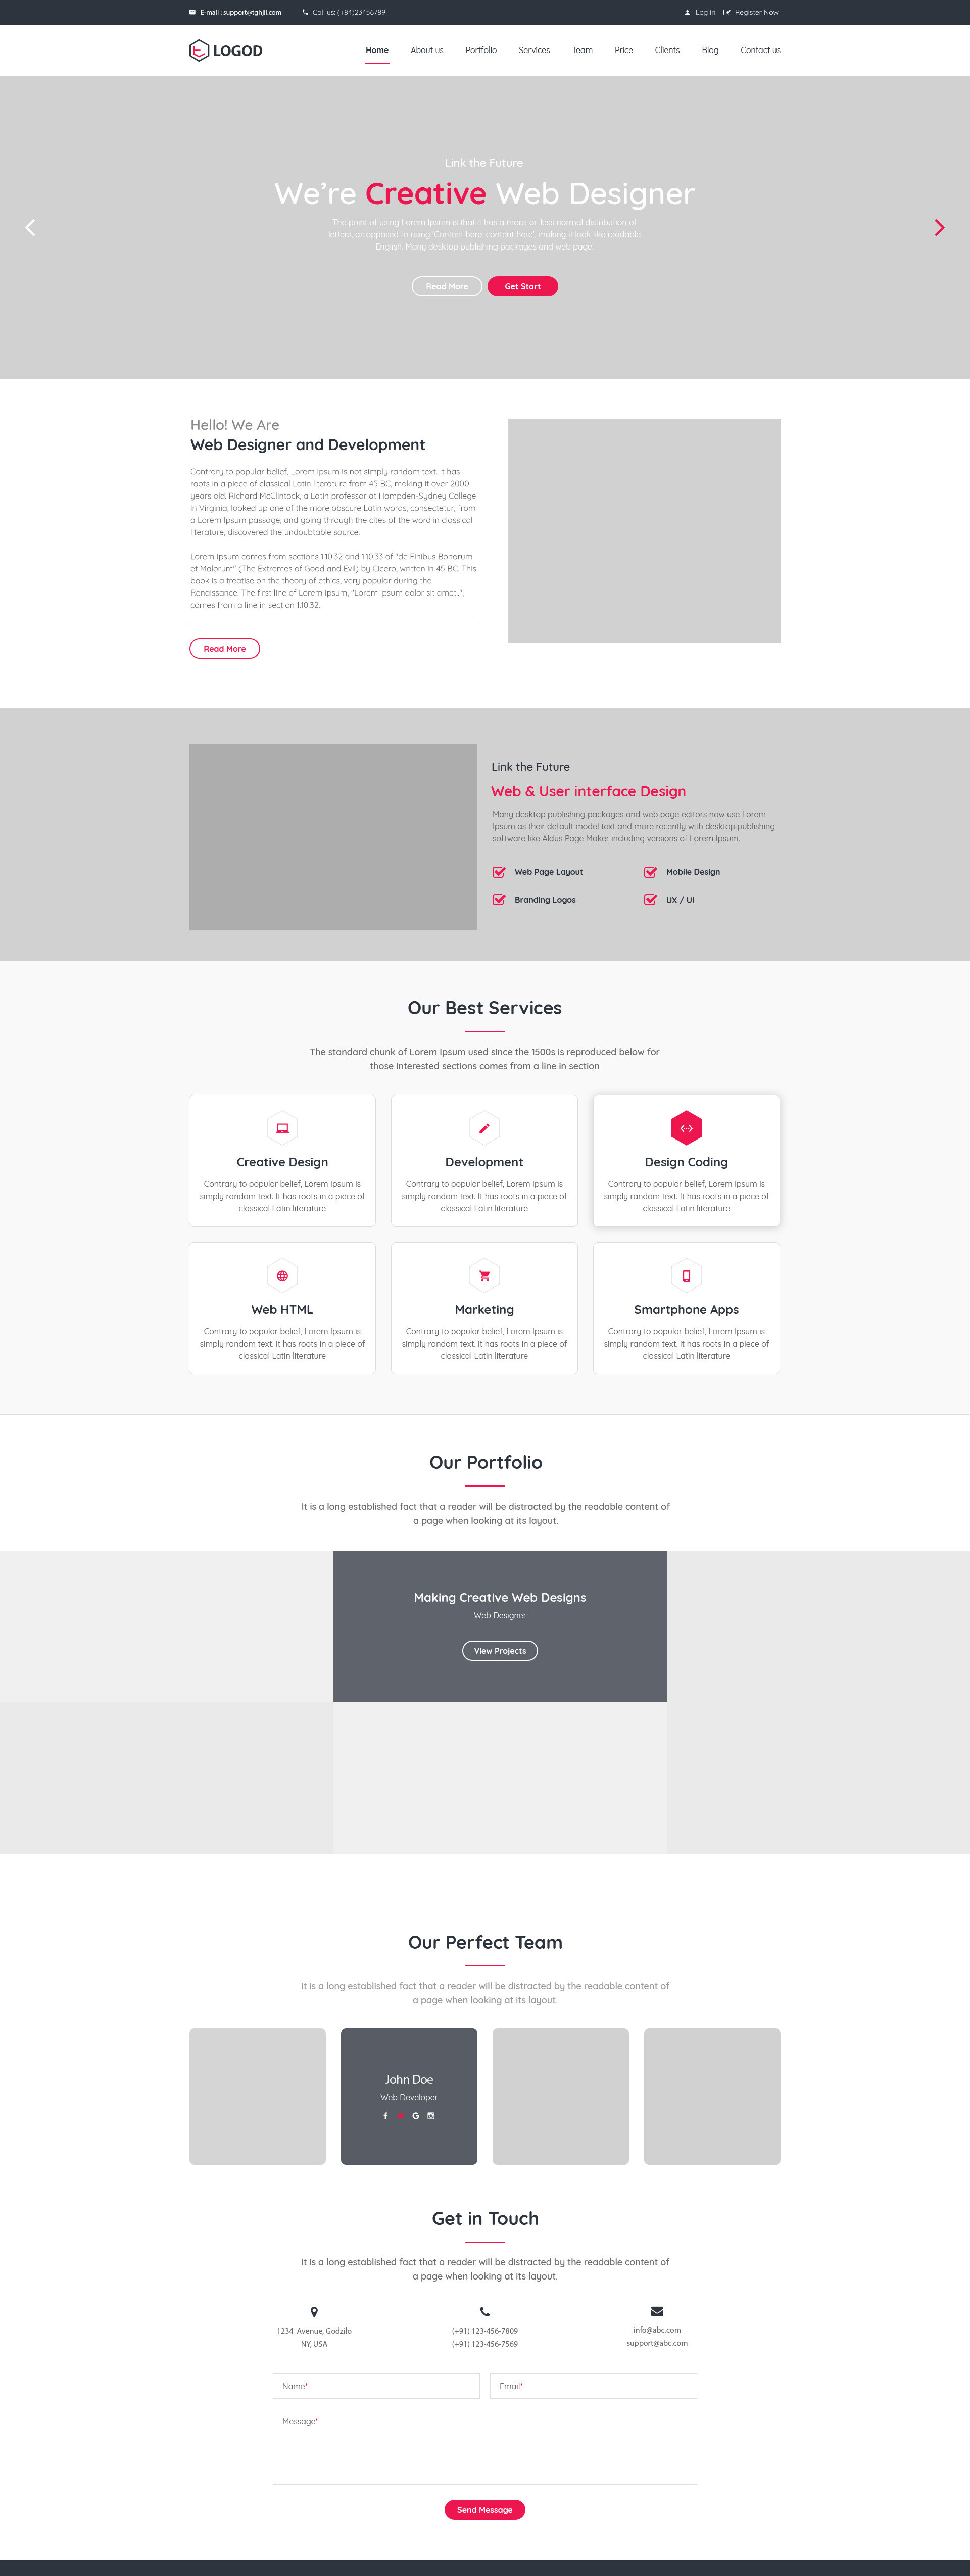 E-mail : support@tghjil.com
Call us: (+84)23456789
Log in
Register Now
LOGOD
Home
About us
Portfolio
Services
Team
Price
Clients
Blog
Contact us
Link the Future
We're Creative Web Designer
The point of using Lorem Ipsum is that it has a more-or-less normal distribution of
letters, as opposed to using 'Content here, content here', making it look like readable
English. Many desktop publishing packages and web page.
Read More
Get Start
Hello! We Are
Web Designer and Development
Contrary to popular belief, Lorem Ipsum is not simply random text. It has
roots in a piece of classical Latin literature from 45 BC, making it over 2000
years old. Richard McClintock, a Latin professor at Hampden-Sydney College
in Virginia, looked up one of the more obscure Latin words, consectetur, from
a Lorem Ipsum passage, and going through the cites of the word in classical
literature, discovered the undoubtable source.
Lorem Ipsum comes from sections 1.10.32 and 1.10.33 of "de Finibus Bonorum
et Malorum" (The Extremes of Good and Evil) by Cicero, written in 45 BC. This
book is a treatise on the theory of ethics, very popular during the
Renaissance. The first line of Lorem Ipsum, "Lorem ipsum dolor sit amet..",
comes from a line in section 1.10.32.
Read More
Link the Future
Web & User interface Design
Many desktop publishing packages and web page editors now use Lorem
Ipsum as their default model text and more recently with desktop publishing
software like Aldus Page Maker including versions of Lorem Ipsum.
Web Page Layout
Mobile Design
Branding Logos
UX / UI
Our Best Services
The standard chunk of Lorem Ipsum used since the 1500s is reproduced below for
those interested sections comes from a line in section
Creative Design
Contrary to popular belief, Lorem Ipsum is
simply random text. It has roots in a piece of
classical Latin literature
Development
Contrary to popular belief, Lorem Ipsum is
simply random text. It has roots in a piece of
classical Latin literature
Design Coding
Contrary to popular belief, Lorem Ipsum is
simply random text. It has roots in a piece of
classical Latin literature
Web HTML
Contrary to popular belief, Lorem Ipsum is
simply random text. It has roots in a piece of
classical Latin literature
Marketing
Contrary to popular belief, Lorem Ipsum is
simply random text. It has roots in a piece of
classical Latin literature
Smartphone Apps
Contrary to popular belief, Lorem Ipsum is
simply random text. It has roots in a piece of
classical Latin literature
Our Portfolio
It is a long established fact that a reader will be distracted by the readable content of
a page when looking at its layout.
Making Creative Web Designs
Web Designer
View Projects
Our Perfect Team
It is a long established fact that a reader will be distracted by the readable content of
a page when looking at its layout.
John Doe
Web Developer
Get in Touch
It is a long established fact that a reader will be distracted by the readable content of
a page when looking at its layout.
1234 Avenue, Godzilo
NY, USA
(+91) 123-456-7809
(+91) 123-456-7569
info@abc.com
support@abc.com
Name*
Email*
Message*
Send Message